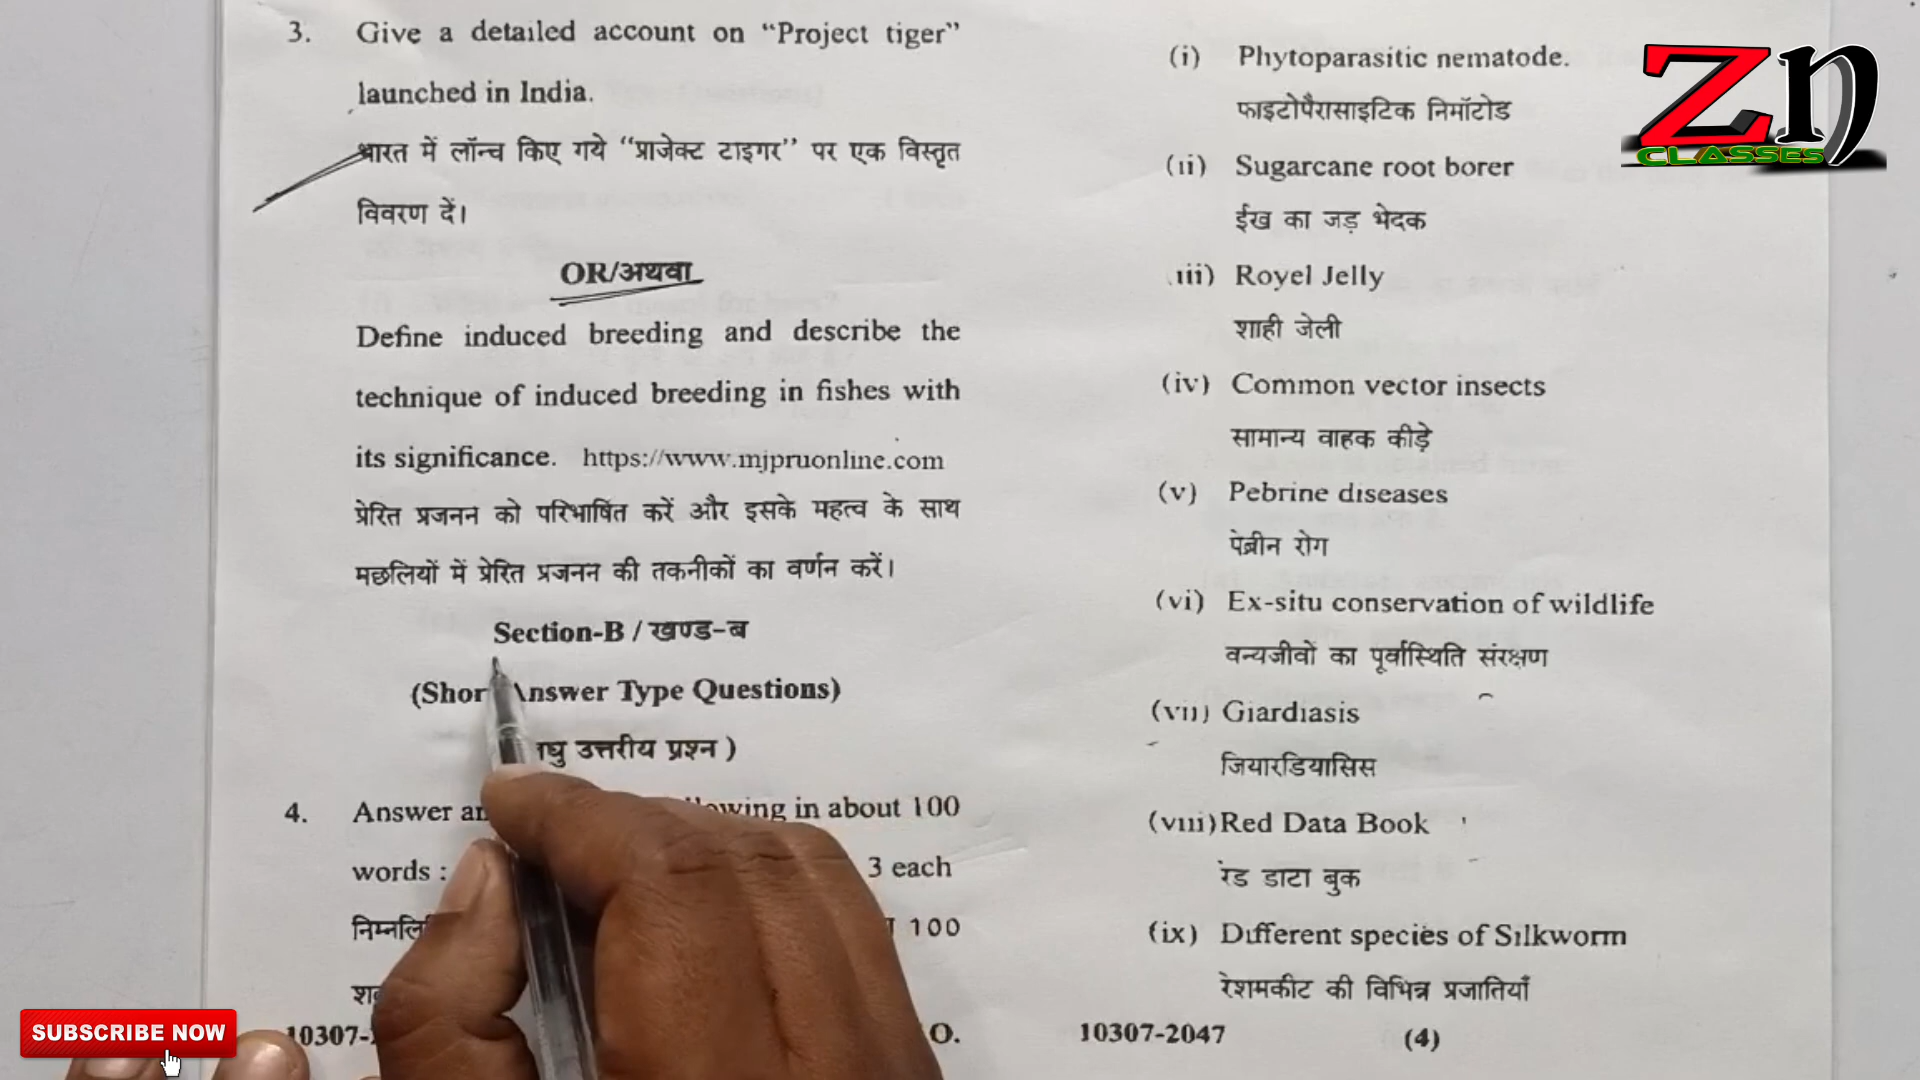 3. Give a detailed account on “Project tiger”
launched in India.
भारत में लॉन्च किए गये “प्राजेक्ट टाइगर” पर एक विस्तृत
विवरण दें।
OR/अथवा
Define induced breeding and describe the
technique of induced breeding in fishes with
its significance. https://www.mjpruonline.com
प्रेरित प्रजनन को परिभाषित करें और इसके महत्व के साथ
मछलियों में प्रेरित प्रजनन की तकनीकों का वर्णन करें।
Section-B / खण्ड-ब
Answer Type Questions)
उत्तरीय प्रश्न )
4. Answer in about 100
words : 3 each
100
(i) Phytoparasitic nematode.
फाइटोपैरासाइटिक निमॉटोड
(ii) Sugarcane root borer
ईख का जड़ भेदक
iii) Royel Jelly
शाही जेली
(iv) Common vector insects
सामान्य वाहक कीड़े
(v) Pebrine diseases
पेब्रीन रोग
(vi) Ex-situ conservation of wildlife
वन्यजीवों का पूर्वास्थिति संरक्षण
(vii) Giardiasis
जियारडियासिस
(viii) Red Data Book
रेड डाटा बुक
(ix) Different species of Silkworm
रेशमकीट की विभिन्न प्रजातियाँ
10307-2047 (4)
Zn
CLASSES
SUBSCRIBE NOW